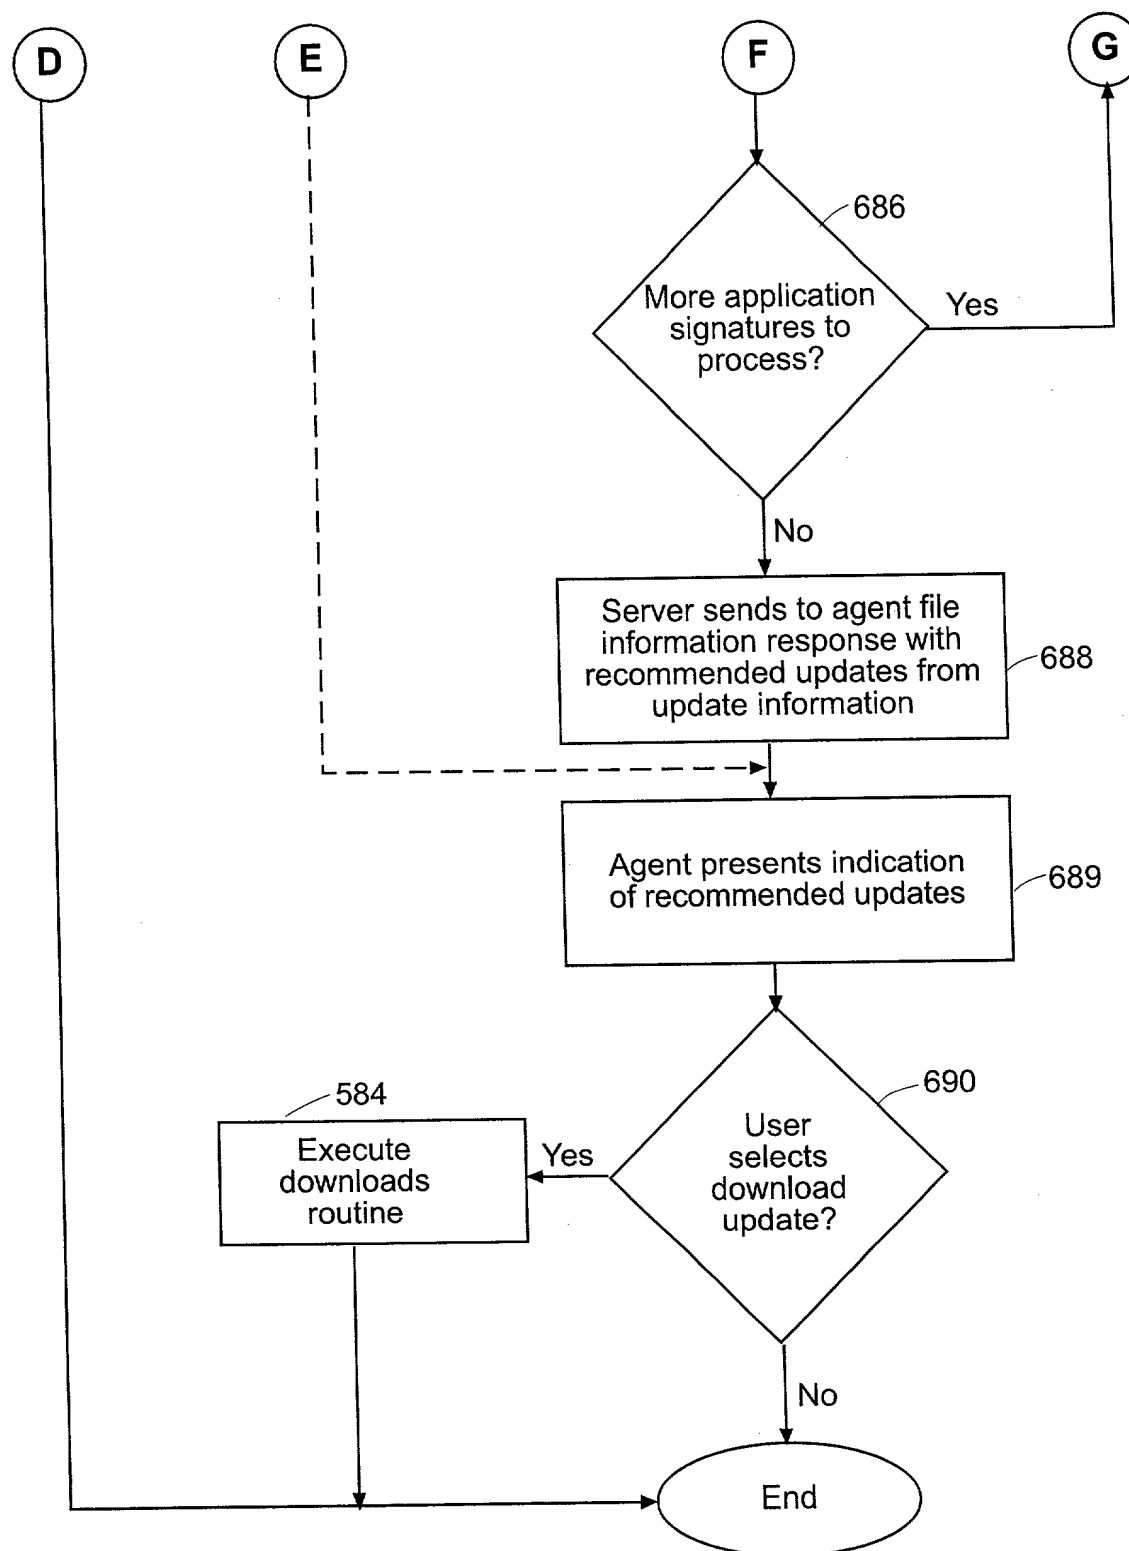 D
E
F
G
686
More application
signatures to
process?
Yes
No
Server sends to agent file
information response with
recommended updates from
update information
688
Agent presents indication
of recommended updates
689
690
User
selects
download
update?
584
Yes
Execute
downloads
routine
No
End